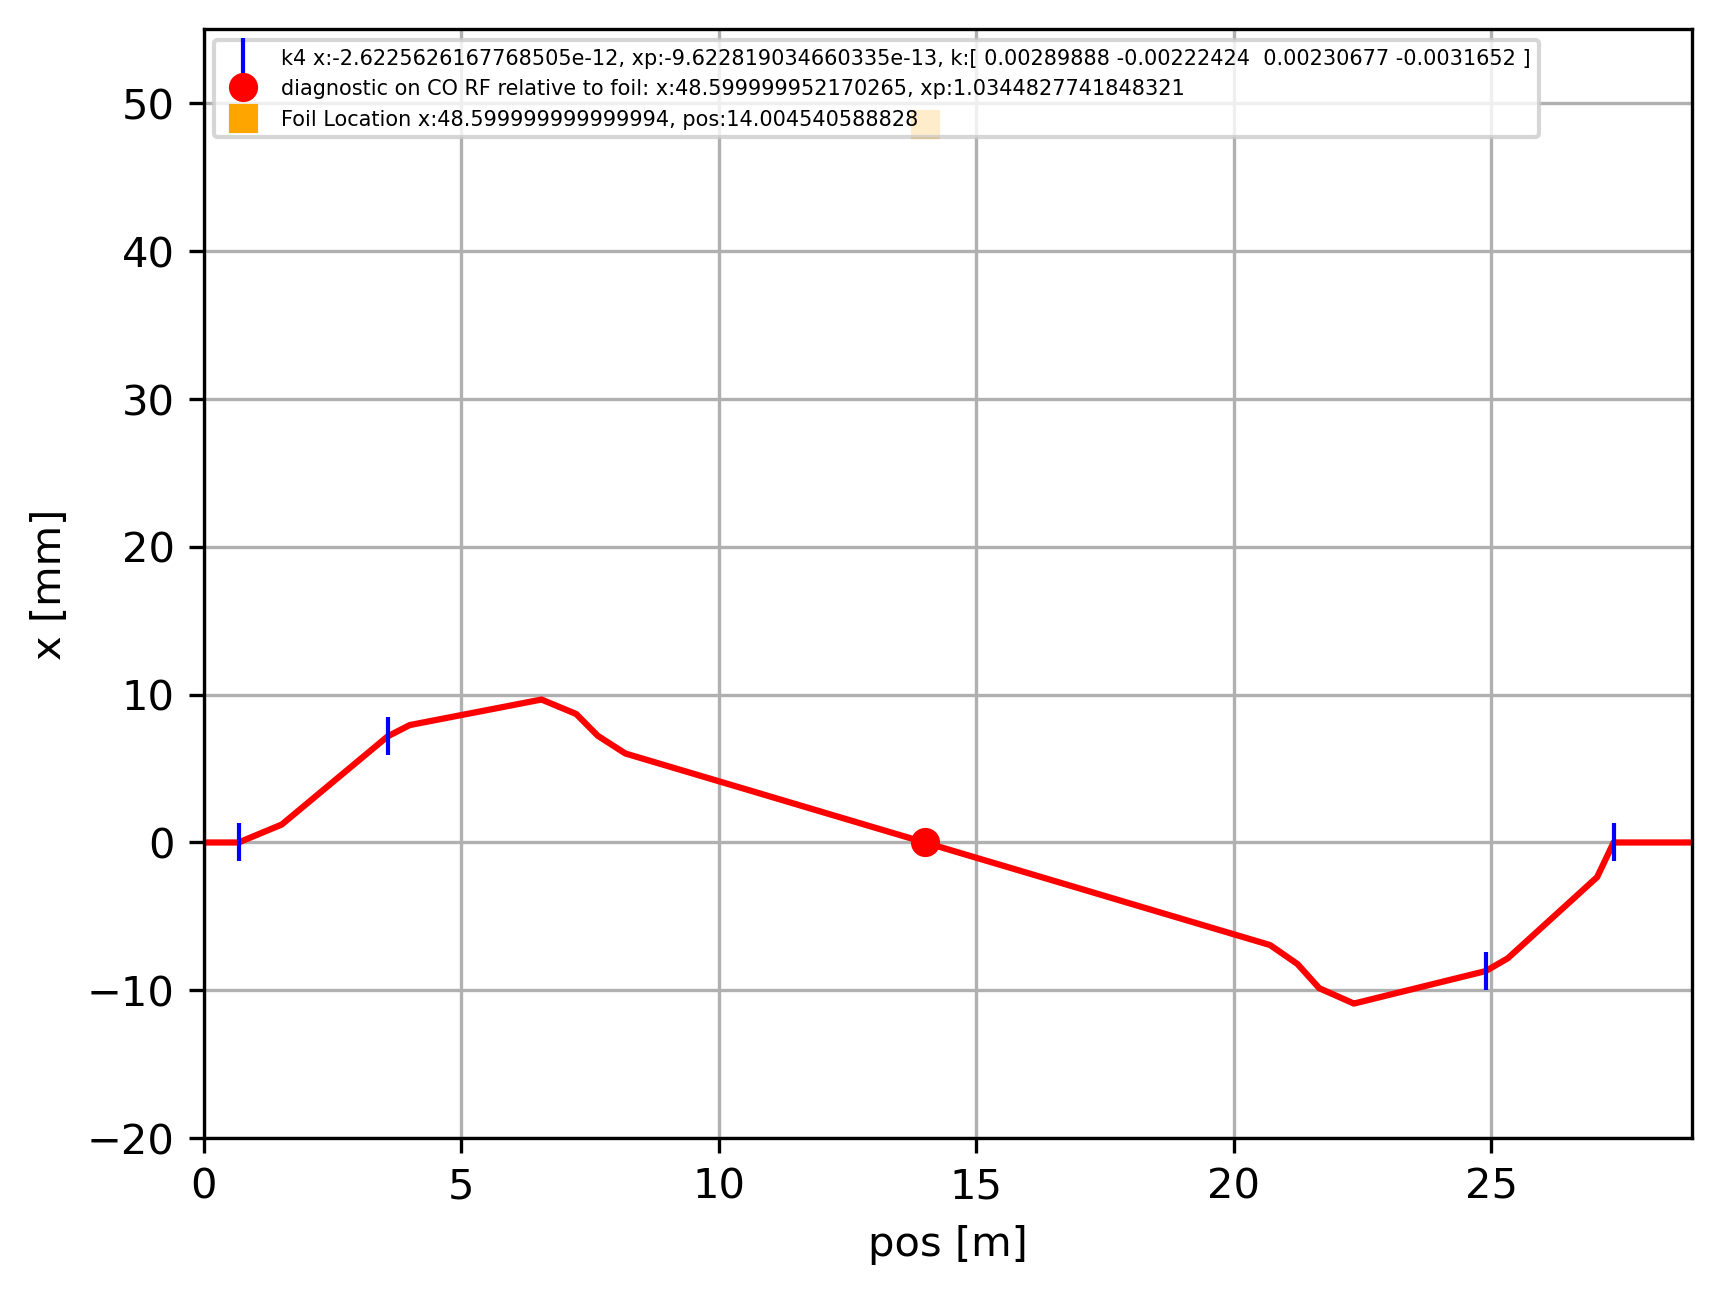 k4 x:-2.6225626167768505e-12, xp:-9.622819034660335e-13, k:[ 0.00289888 -0.00222424  0.00230677 -0.0031652 ]
diagnostic on CO RF relative to foil: x:48.599999952170265, xp:1.0344827741848321
Foil Location x:48.599999999999994, pos:14.004540588828
50
40
30
20
10
0
−10
−20
x [mm]
0 5 10 15 20 25
pos [m]